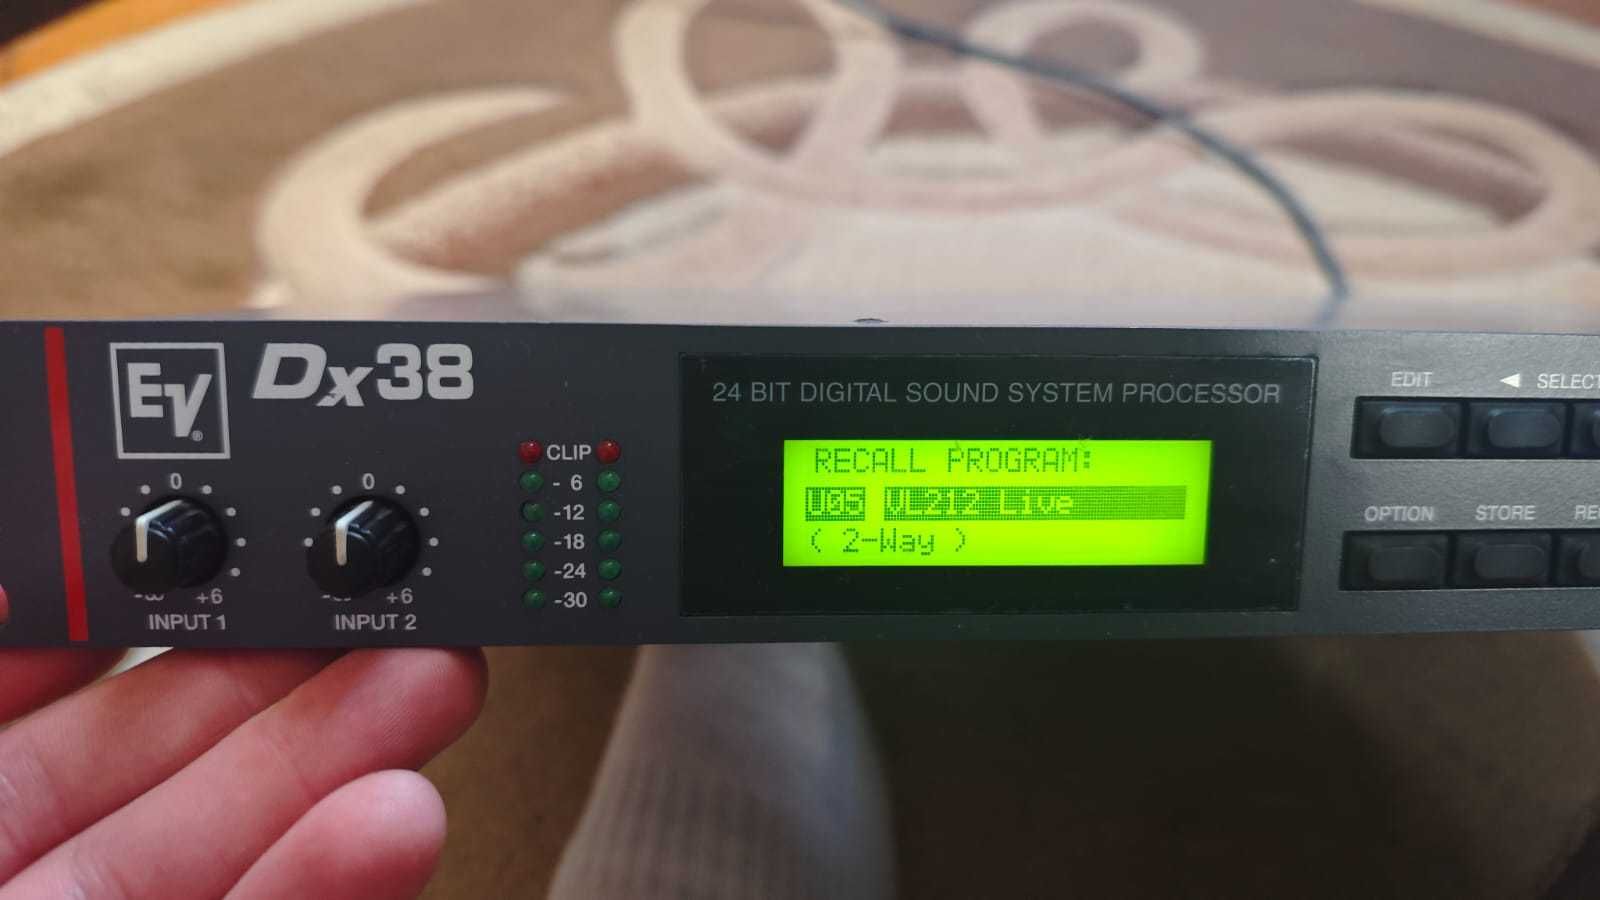 EV®
Dx38
0
-∞ +6
INPUT 1
0
-∞ +6
INPUT 2
CLIP
- 6
-12
-18
-24
-30
24 BIT DIGITAL SOUND SYSTEM PROCESSOR
RECALL PROGRAM:
U05 VL212 Live
( 2-Way )
EDIT ◄ SELECT
OPTION STORE